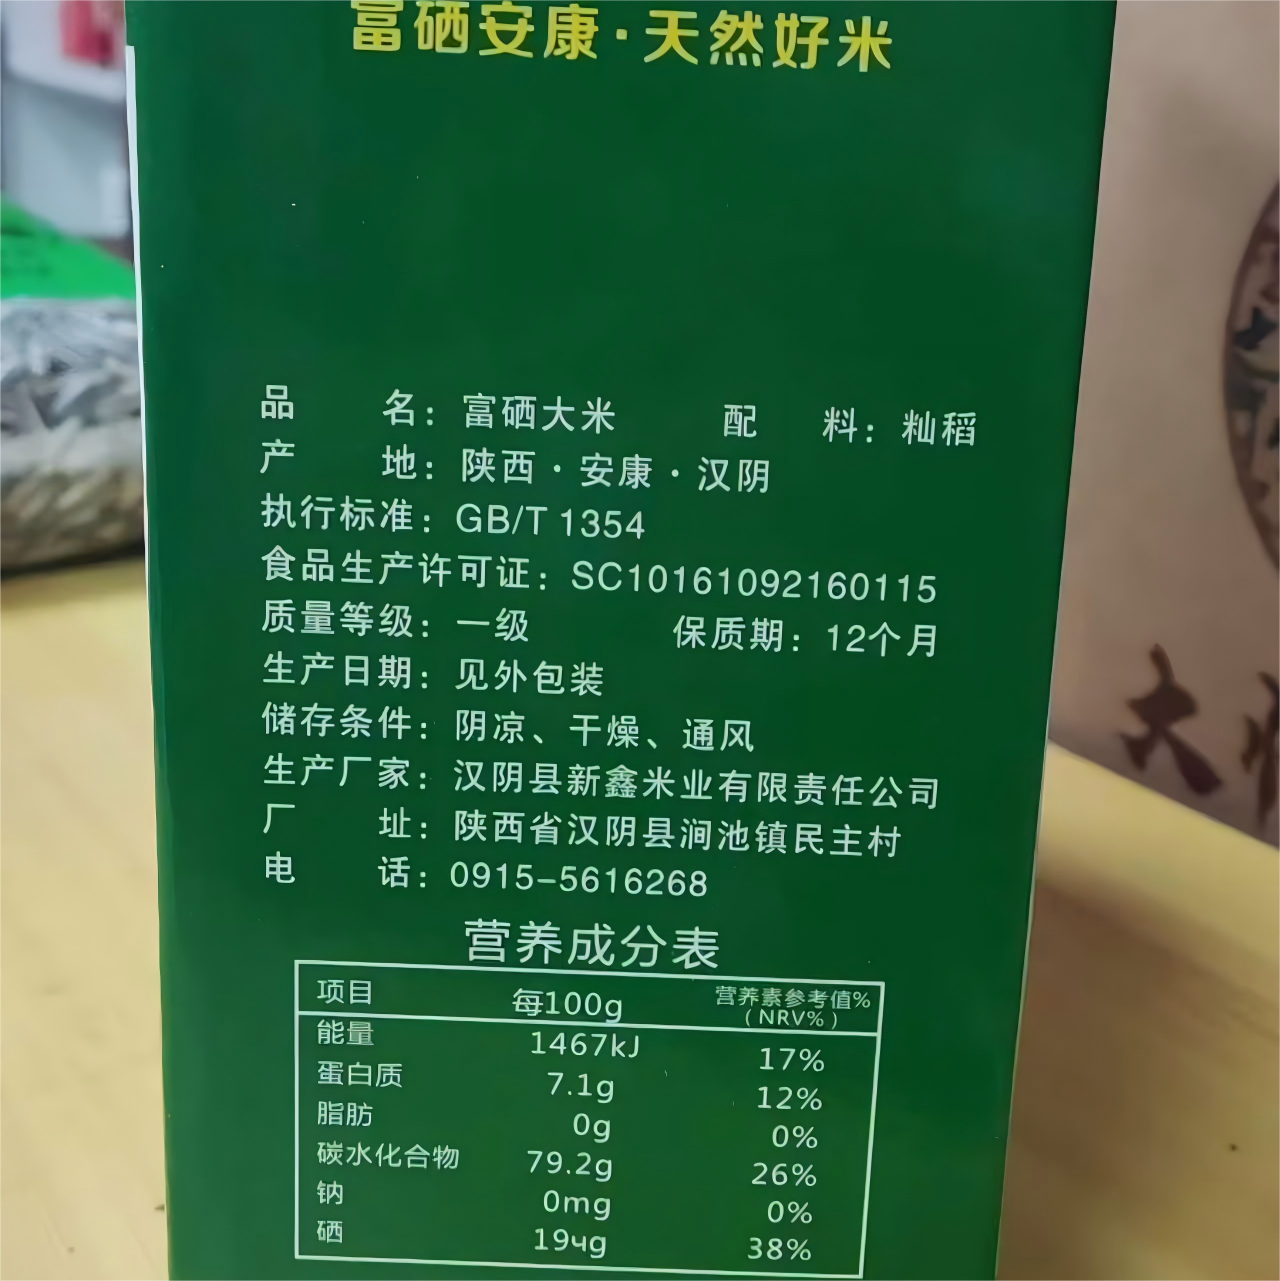 富硒安康·天然好米
品 名：富硒大米 配 料：籼稻
产 地：陕西·安康·汉阴
执行标准：GB/T 1354
食品生产许可证：SC10161092160115
质量等级：一级 保质期：12个月
生产日期：见外包装
储存条件：阴凉、干燥、通风
生产厂家：汉阴县新鑫米业有限责任公司
厂 址：陕西省汉阴县涧池镇民主村
电 话：0915-5616268
营养成分表
项目 每100g 营养素参考值%
(NRV%)
能量 1467kJ 17%
蛋白质 7.1g 12%
脂肪 0g 0%
碳水化合物 79.2g 26%
钠 0mg 0%
硒 19чg 38%
大